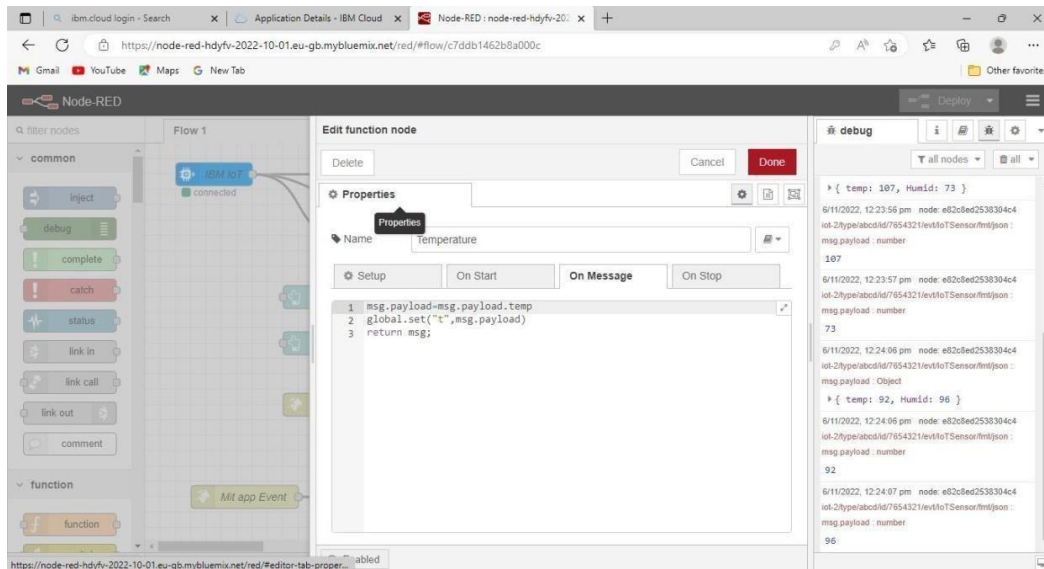 ibm.cloud login - Search
Application Details - IBM Cloud
Node-RED : node-red-hdyfv-202
https://node-red-hdyfv-2022-10-01.eu-gb.mybluemix.net/red/#flow/c7ddb1462b8a000c
Gmail YouTube Maps New Tab Other favorite
Node-RED
Deploy
filter nodes
common
inject
debug
complete
catch
status
link in
link call
link out
comment
function
function
Flow 1
IBM IoT
connected
Mit app Event
Edit function node
Delete Cancel Done
Properties
Properties
Name Temperature
Setup On Start On Message On Stop
1 msg.payload=msg.payload.temp
2 global.set("t",msg.payload)
3 return msg;
debug
all nodes all
{ temp: 107, Humid: 73 }
6/11/2022, 12:23:56 pm node: e82c8ed2538304c4
iot-2/type/abcd/id/7654321/evt/IoTSensor/fmt/json :
msg.payload : number
107
6/11/2022, 12:23:57 pm node: e82c8ed2538304c4
iot-2/type/abcd/id/7654321/evt/IoTSensor/fmt/json :
msg.payload : number
73
6/11/2022, 12:24:06 pm node: e82c8ed2538304c4
iot-2/type/abcd/id/7654321/evt/IoTSensor/fmt/json :
msg.payload : Object
{ temp: 92, Humid: 96 }
6/11/2022, 12:24:06 pm node: e82c8ed2538304c4
iot-2/type/abcd/id/7654321/evt/IoTSensor/fmt/json :
msg.payload : number
92
6/11/2022, 12:24:07 pm node: e82c8ed2538304c4
iot-2/type/abcd/id/7654321/evt/IoTSensor/fmt/json :
msg.payload : number
96
https://node-red-hdyfv-2022-10-01.eu-gb.mybluemix.net/red/#editor-tab-proper...